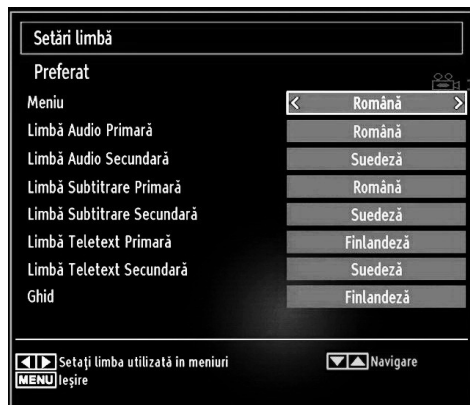 Setări limbă
Preferat
Meniu < Română >
Limbă Audio Primară Română
Limbă Audio Secundară Suedeză
Limbă Subtitrare Primară Română
Limbă Subtitrare Secundară Suedeză
Limbă Teletext Primară Finlandeză
Limbă Teletext Secundară Suedeză
Ghid Finlandeză
Setaţi limba utilizată in meniuri Navigare
MENU Ieşire